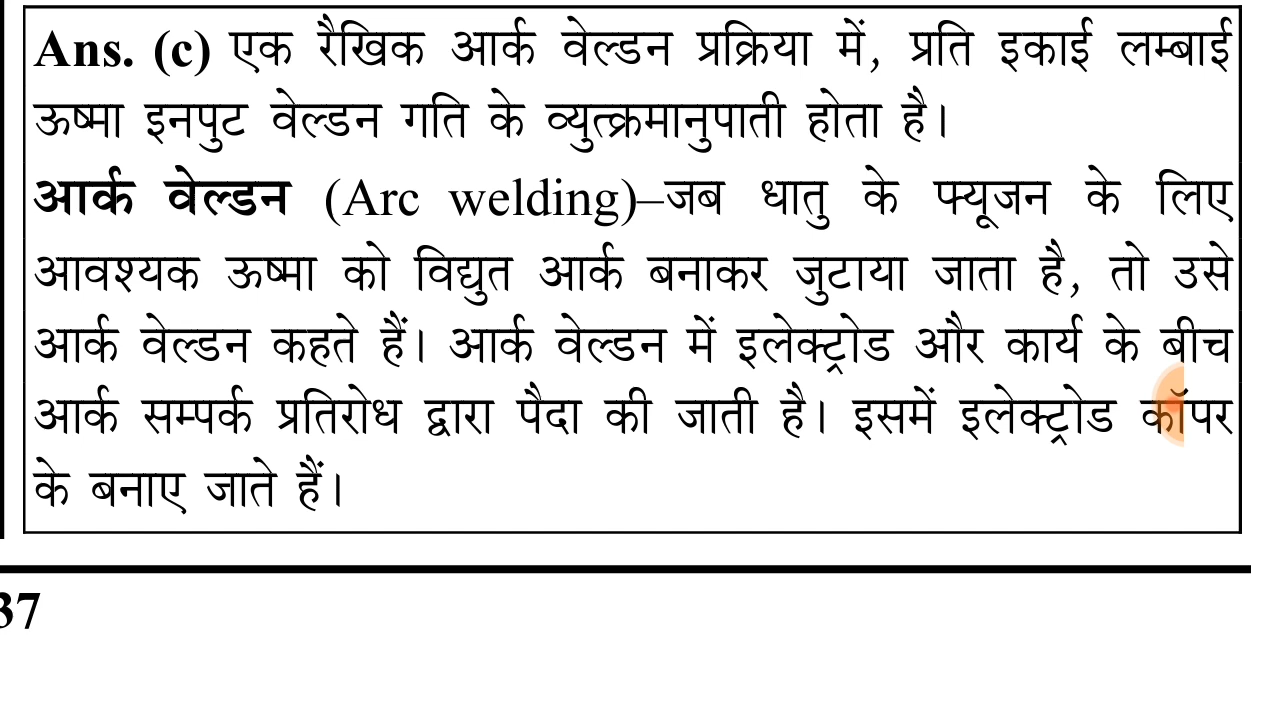 Ans. (c) एक रैखिक आर्क वेल्डन प्रक्रिया में, प्रति इकाई लम्बाई
ऊष्मा इनपुट वेल्डन गति के व्युत्क्रमानुपाती होता है।
आर्क वेल्डन (Arc welding)–जब धातु के फ्यूजन के लिए
आवश्यक ऊष्मा को विद्युत आर्क बनाकर जुटाया जाता है, तो उसे
आर्क वेल्डन कहते हैं। आर्क वेल्डन में इलेक्ट्रोड और कार्य के बीच
आर्क सम्पर्क प्रतिरोध द्वारा पैदा की जाती है। इसमें इलेक्ट्रोड कॉपर
के बनाए जाते हैं।
37